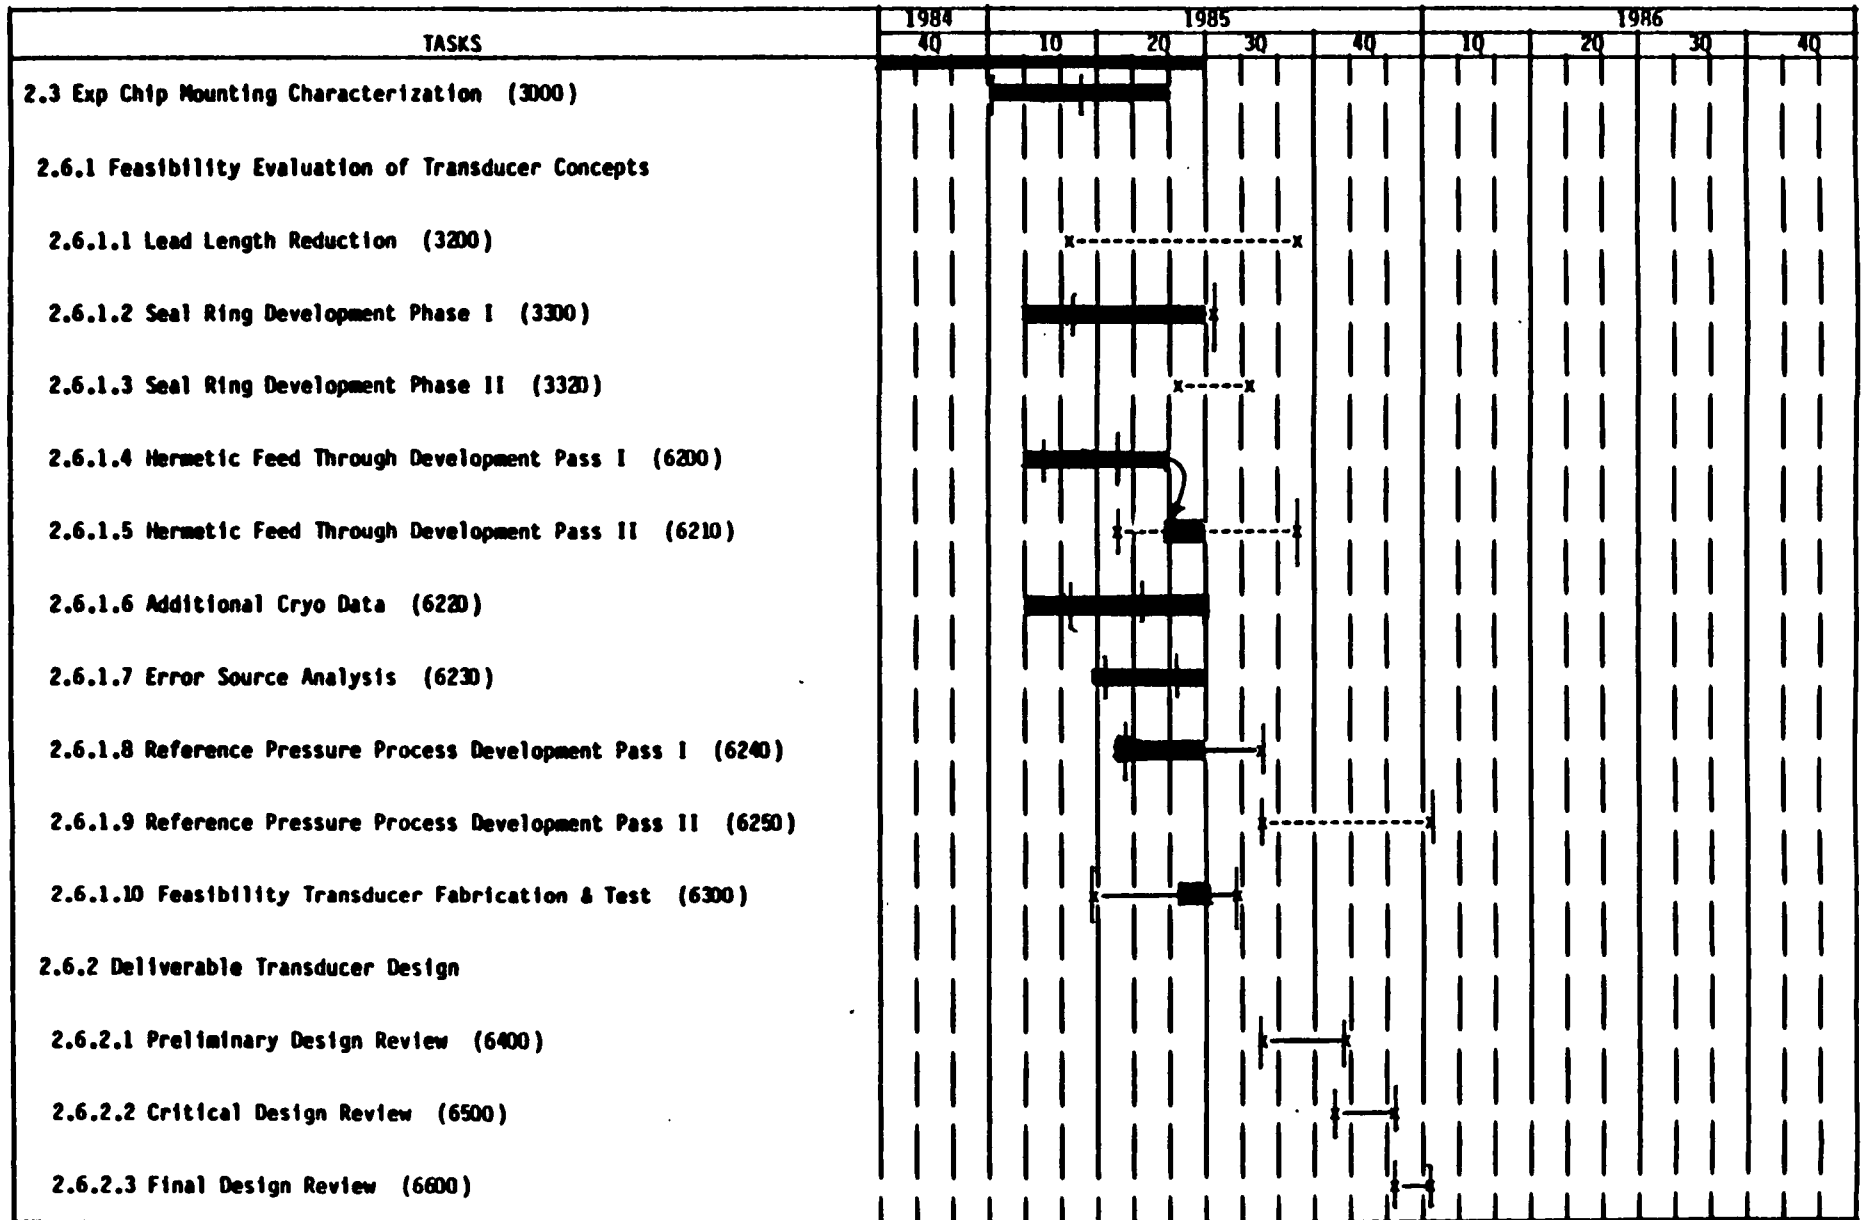 1984 1985 1986
TASKS 40 10 20 30 40 10 20 30 40
2.3 Exp Chip Mounting Characterization (3000)
2.6.1 Feasibility Evaluation of Transducer Concepts
2.6.1.1 Lead Length Reduction (3200)
2.6.1.2 Seal Ring Development Phase I (3300)
2.6.1.3 Seal Ring Development Phase II (3320)
2.6.1.4 Hermetic Feed Through Development Pass I (6200)
2.6.1.5 Hermetic Feed Through Development Pass II (6210)
2.6.1.6 Additional Cryo Data (6220)
2.6.1.7 Error Source Analysis (6230)
2.6.1.8 Reference Pressure Process Development Pass I (6240)
2.6.1.9 Reference Pressure Process Development Pass II (6250)
2.6.1.10 Feasibility Transducer Fabrication & Test (6300)
2.6.2 Deliverable Transducer Design
2.6.2.1 Preliminary Design Review (6400)
2.6.2.2 Critical Design Review (6500)
2.6.2.3 Final Design Review (6600)